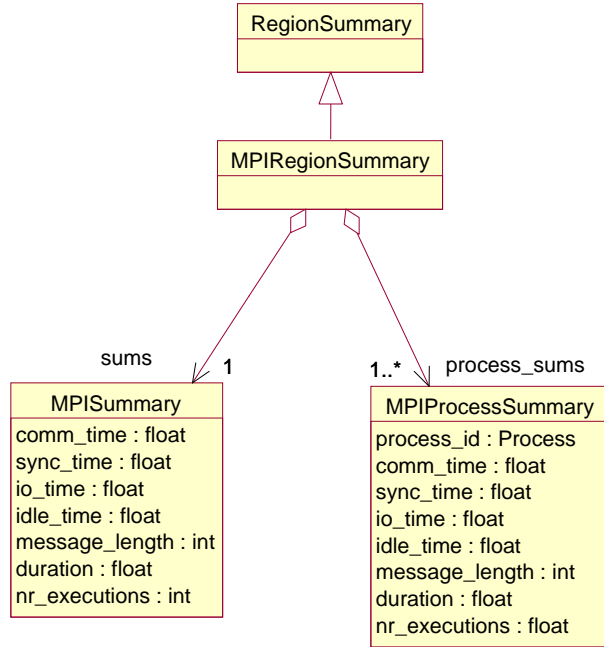 RegionSummary
MPIRegionSummary
sums
1
1..*
process_sums
MPISummary
comm_time : float
sync_time : float
io_time : float
idle_time : float
message_length : int
duration : float
nr_executions : int
MPIProcessSummary
process_id : Process
comm_time : float
sync_time : float
io_time : float
idle_time : float
message_length : int
duration : float
nr_executions : float